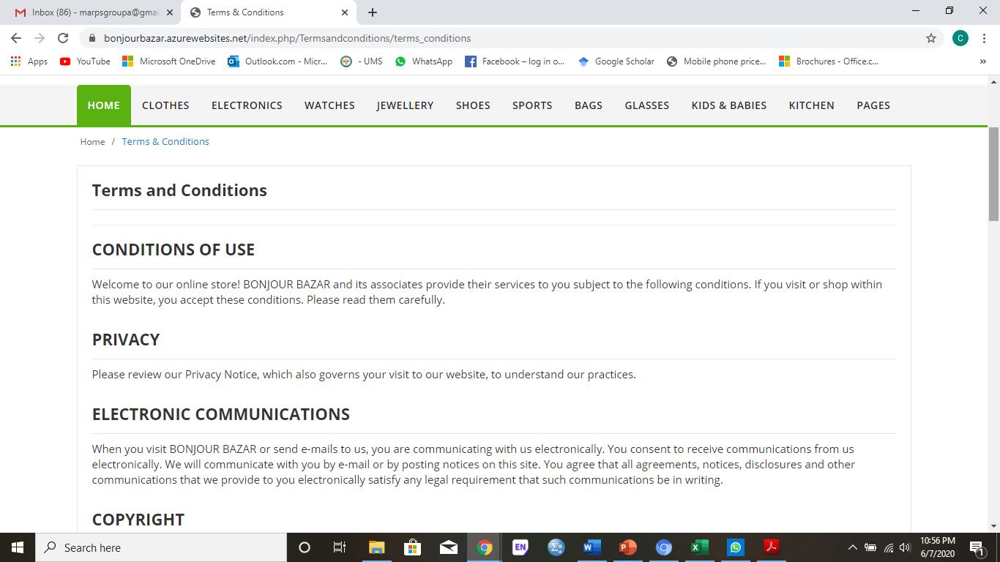 Inbox (86) - marpsgroupa@gmai
Terms & Conditions
bonjourbazar.azurewebsites.net/index.php/Termsandconditions/terms_conditions
C
Apps YouTube Microsoft OneDrive Outlook.com - Micr... - UMS WhatsApp Facebook – log in o... Google Scholar Mobile phone price... Brochures - Office.c... »
HOME CLOTHES ELECTRONICS WATCHES JEWELLERY SHOES SPORTS BAGS GLASSES KIDS & BABIES KITCHEN PAGES
Home / Terms & Conditions
Terms and Conditions
CONDITIONS OF USE
Welcome to our online store! BONJOUR BAZAR and its associates provide their services to you subject to the following conditions. If you visit or shop within
this website, you accept these conditions. Please read them carefully.
PRIVACY
Please review our Privacy Notice, which also governs your visit to our website, to understand our practices.
ELECTRONIC COMMUNICATIONS
When you visit BONJOUR BAZAR or send e-mails to us, you are communicating with us electronically. You consent to receive communications from us
electronically. We will communicate with you by e-mail or by posting notices on this site. You agree that all agreements, notices, disclosures and other
communications that we provide to you electronically satisfy any legal requirement that such communications be in writing.
COPYRIGHT
Search here
EN
10:56 PM
6/7/2020
1